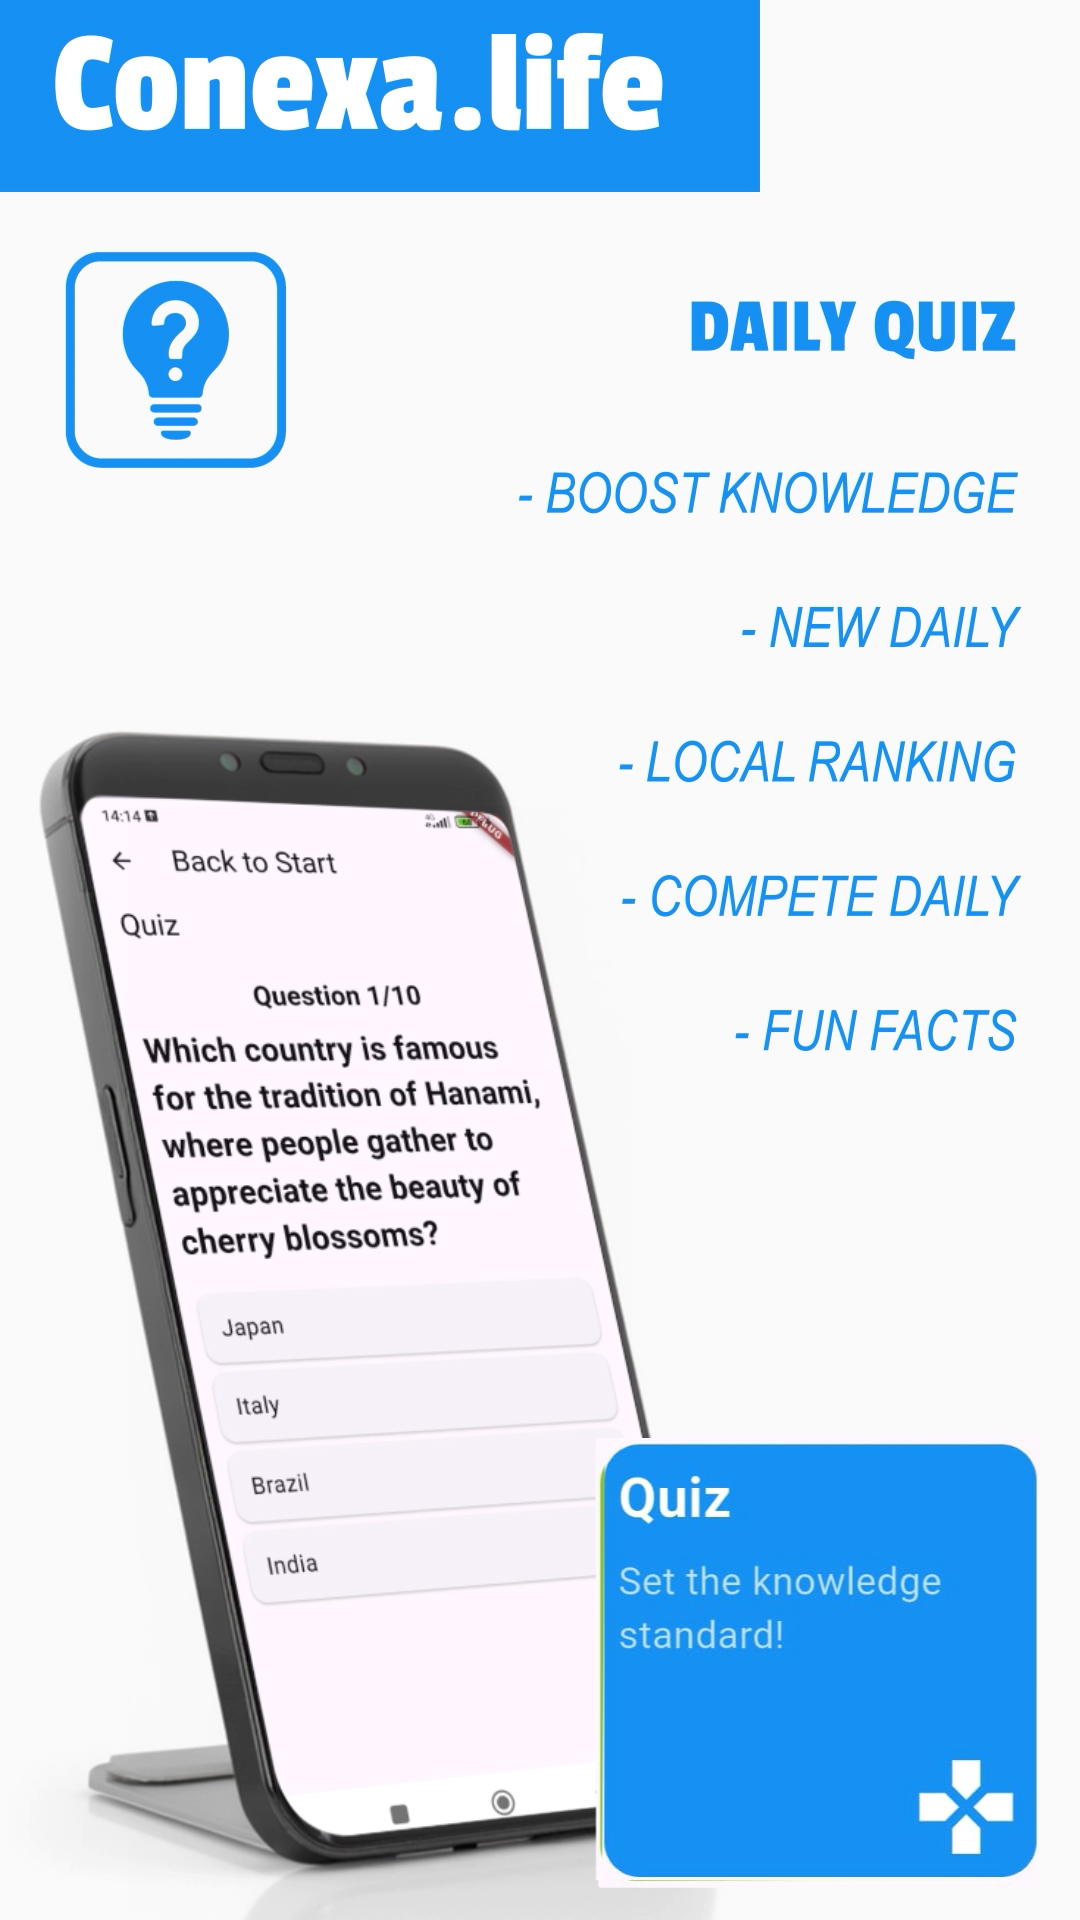 Conexa.life
DAILY QUIZ
- BOOST KNOWLEDGE
- NEW DAILY
- LOCAL RANKING
- COMPETE DAILY
- FUN FACTS
14:14
4G
DEBUG
Back to Start
Quiz
Question 1/10
Which country is famous
for the tradition of Hanami,
where people gather to
appreciate the beauty of
cherry blossoms?
Japan
Italy
Brazil
India
Quiz
Set the knowledge
standard!